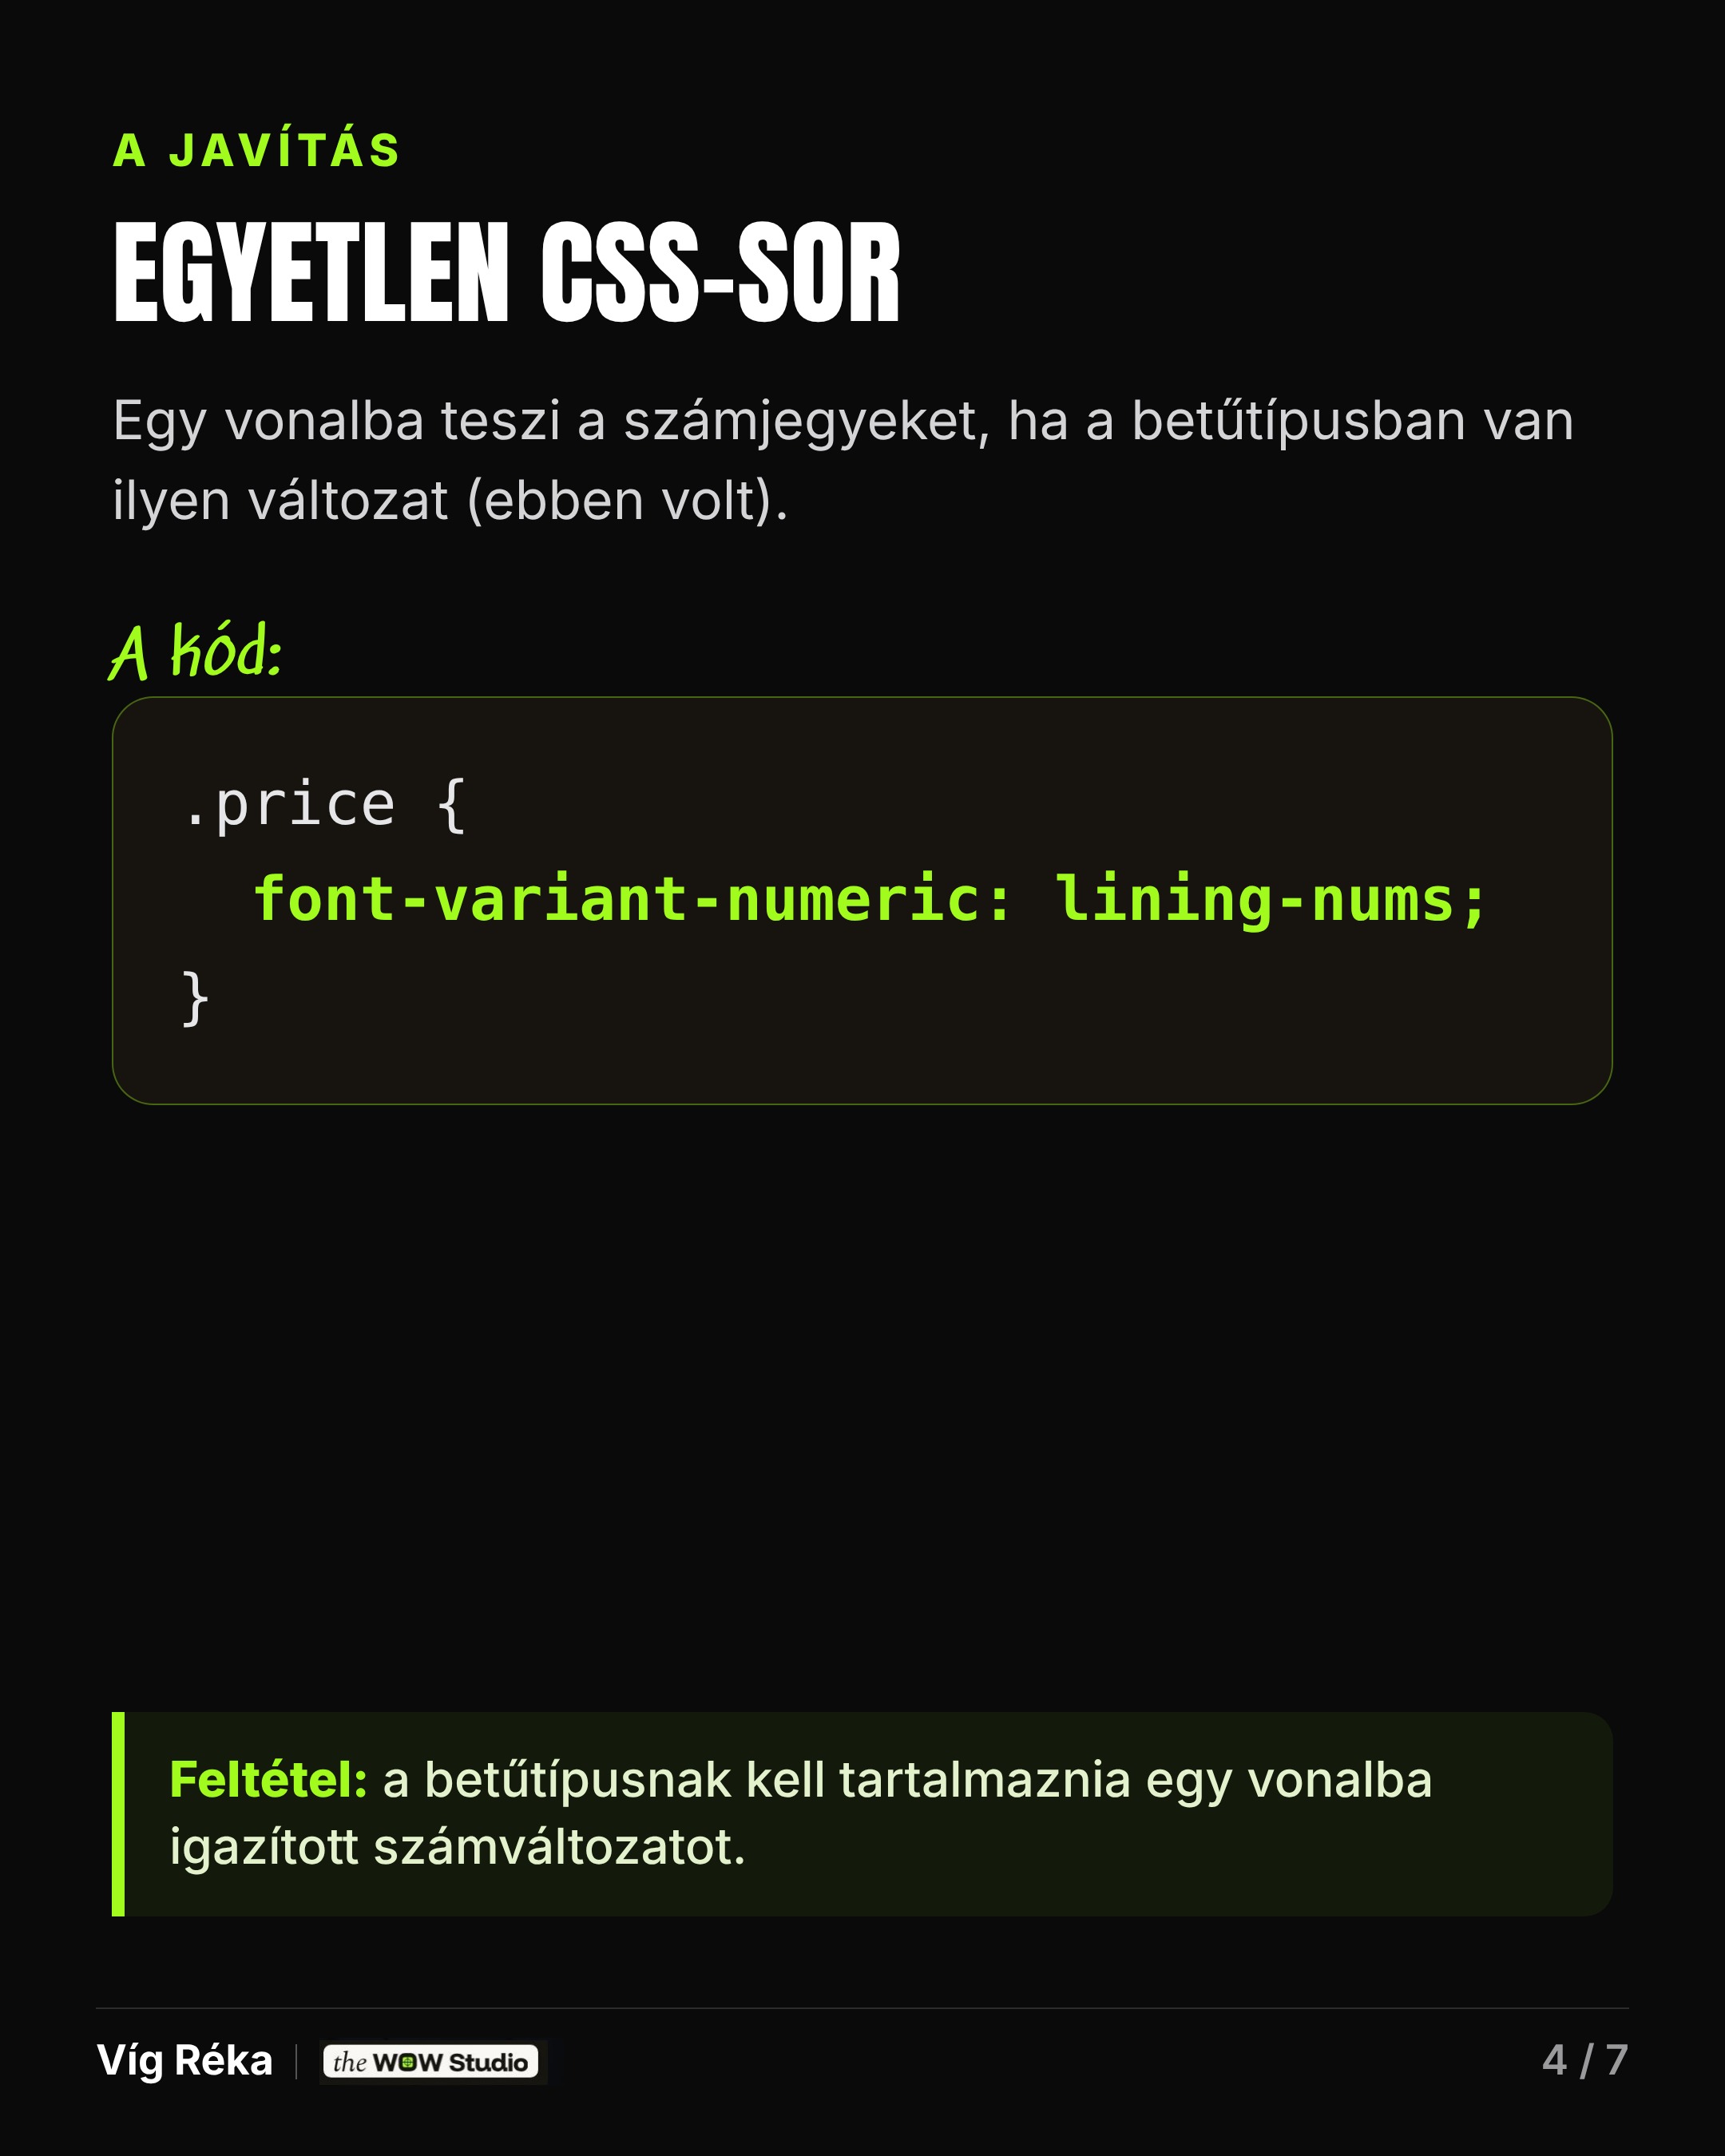 A JAVÍTÁS
EGYETLEN CSS-SOR
Egy vonalba teszi a számjegyeket, ha a betűtípusban van
ilyen változat (ebben volt).
A kód:
.price {
  font-variant-numeric: lining-nums;
}
Feltétel: a betűtípusnak kell tartalmaznia egy vonalba
igazított számváltozatot.
Víg Réka | the WOW Studio
4 / 7